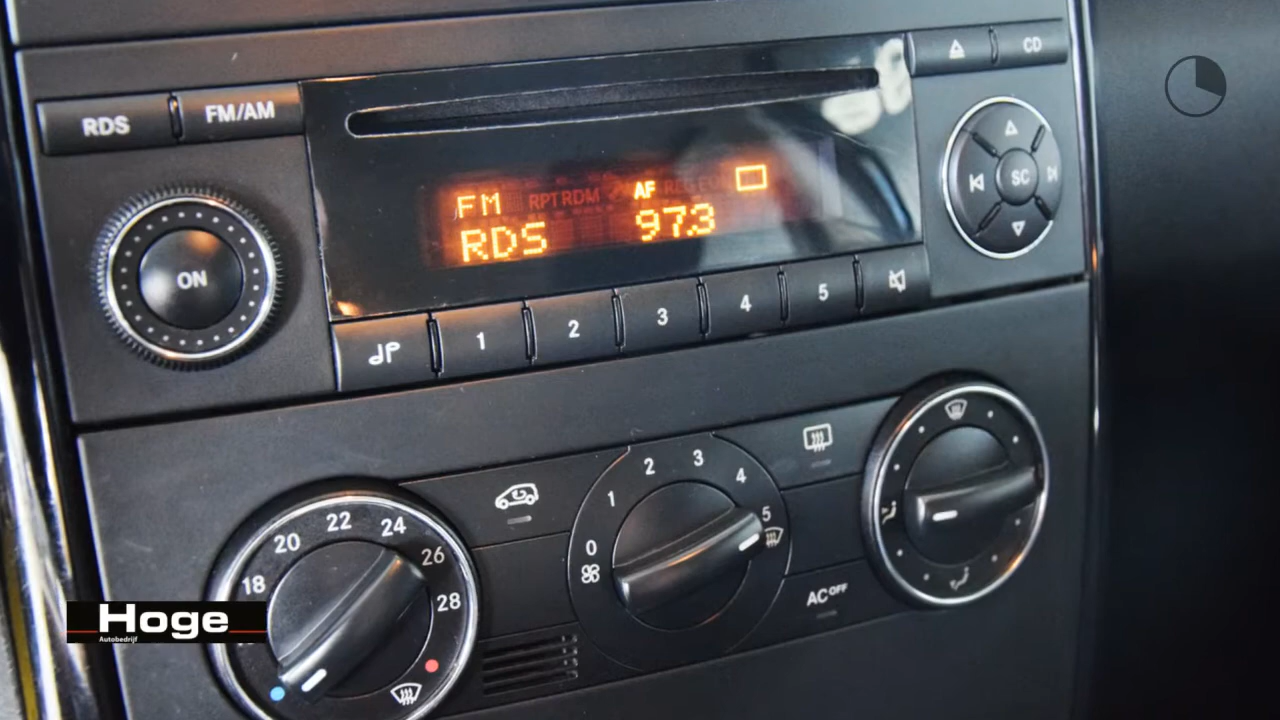 RDS
FM/AM
CD
FM RPT RDM AF
RDS 97.3
ON
SC
1 2 3 4 5
18 20 22 24 26 28
0 1 2 3 4 5
AC OFF
Hoge
Autobedrijf